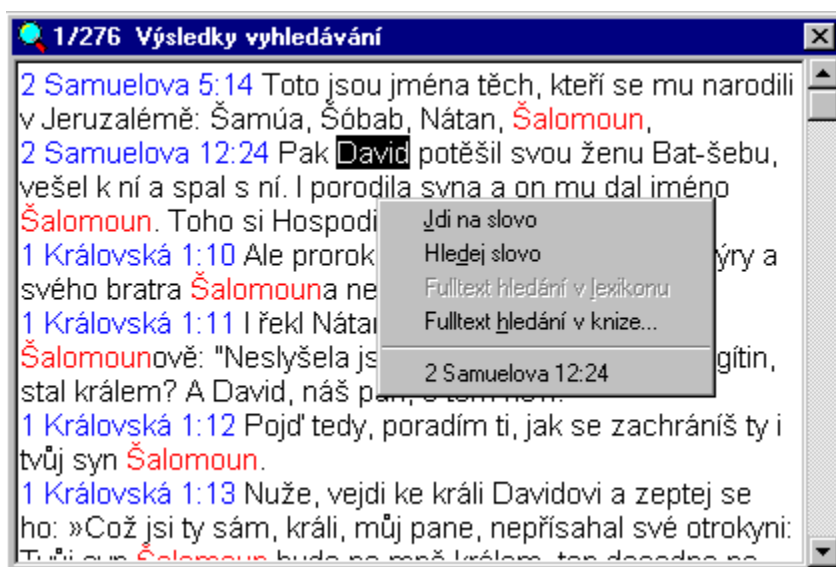 1/276 Výsledky vyhledávání
2 Samuelova 5:14 Toto jsou jména těch, kteří se mu narodili
v Jeruzalémě: Šamúa, Šóbab, Nátan, Šalomoun,
2 Samuelova 12:24 Pak David potěšil svou ženu Bat-šebu,
vešel k ní a spal s ní. I porodila syna a on mu dal iméno
Šalomoun. Toho si Hospodi
1 Královská 1:10 Ale prorok ýry a
svého bratra Šalomouna ne
1 Královská 1:11 I řekl Nátan
Šalomounově: "Neslyšela js gítin,
stal králem? A David, náš
1 Královská 1:12 Pojď tedy, poradím ti, jak se zachráníš ty i
tvůj syn Šalomoun.
1 Královská 1:13 Nuže, vejdi ke králi Davidovi a zeptej se
ho: »Což jsi ty sám, králi, můj pane, nepřísahal své otrokyni:
Jdi na slovo
Hledej slovo
Fulltext hledání v lexikonu
Fulltext hledání v knize...
2 Samuelova 12:24